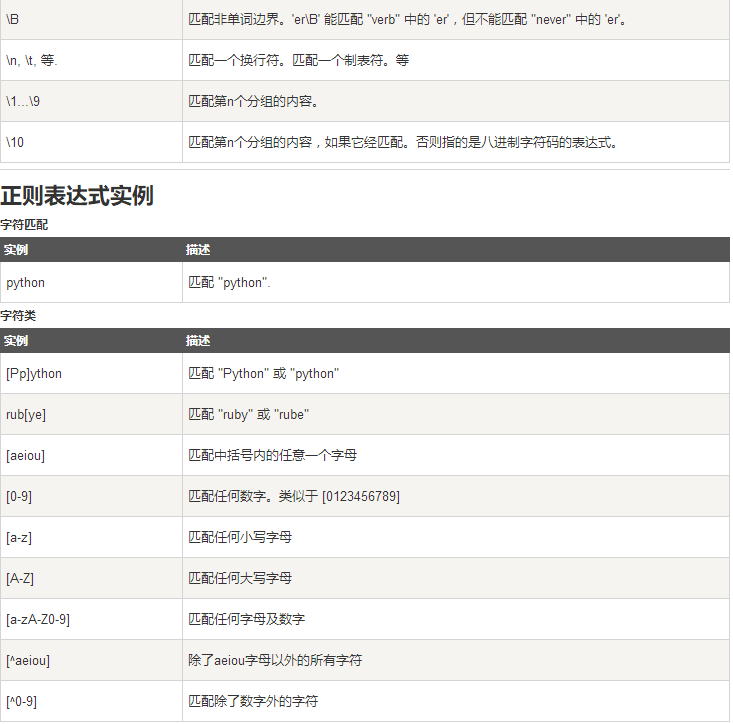 \B 匹配非单词边界。'er\B' 能匹配 "verb" 中的 'er'，但不能匹配 "never" 中的 'er'。
\n, \t, 等. 匹配一个换行符。匹配一个制表符。等
\1...\9 匹配第n个分组的内容。
\10 匹配第n个分组的内容，如果它经匹配。否则指的是八进制字符码的表达式。
正则表达式实例
字符匹配
实例 描述
python 匹配 "python".
字符类
实例 描述
[Pp]ython 匹配 "Python" 或 "python"
rub[ye] 匹配 "ruby" 或 "rube"
[aeiou] 匹配中括号内的任意一个字母
[0-9] 匹配任何数字。类似于 [0123456789]
[a-z] 匹配任何小写字母
[A-Z] 匹配任何大写字母
[a-zA-Z0-9] 匹配任何字母及数字
[^aeiou] 除了aeiou字母以外的所有字符
[^0-9] 匹配除了数字外的字符